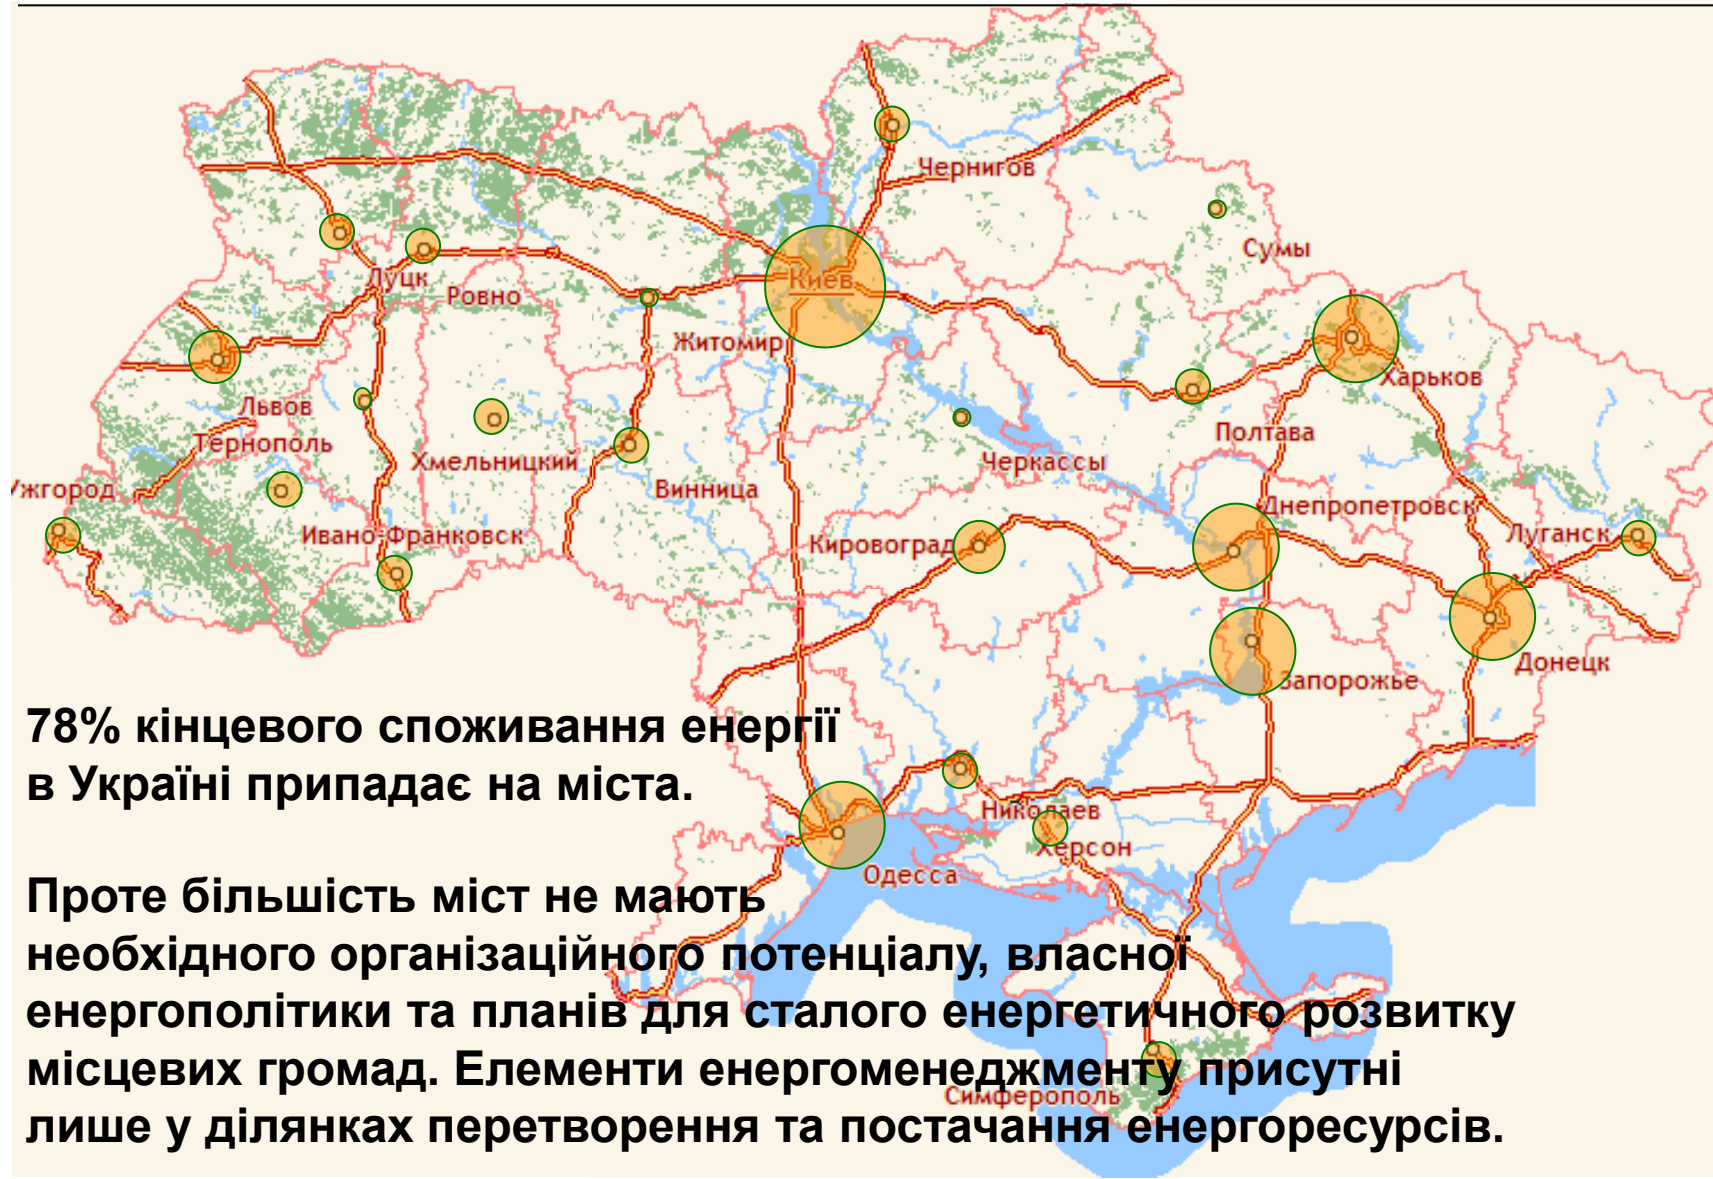 Чернигов
Сумы
Киев
Луцк
Ровно
Житомир
Харьков
Львов
Тернополь
Хмельницкий
Полтава
Черкассы
Ужгород
Винница
Днепропетровск
Ивано-Франковск
Кировоград
Луганск
Донецк
Запорожье
78% кінцевого споживання енергії
в Україні припадає на міста.
Николаев
Херсон
Одесса
Проте більшість міст не мають
необхідного організаційного потенціалу, власної
енергополітики та планів для сталого енергетичного розвитку
місцевих громад. Елементи енергоменеджменту присутні
Симферополь
лише у ділянках перетворення та постачання енергоресурсів.